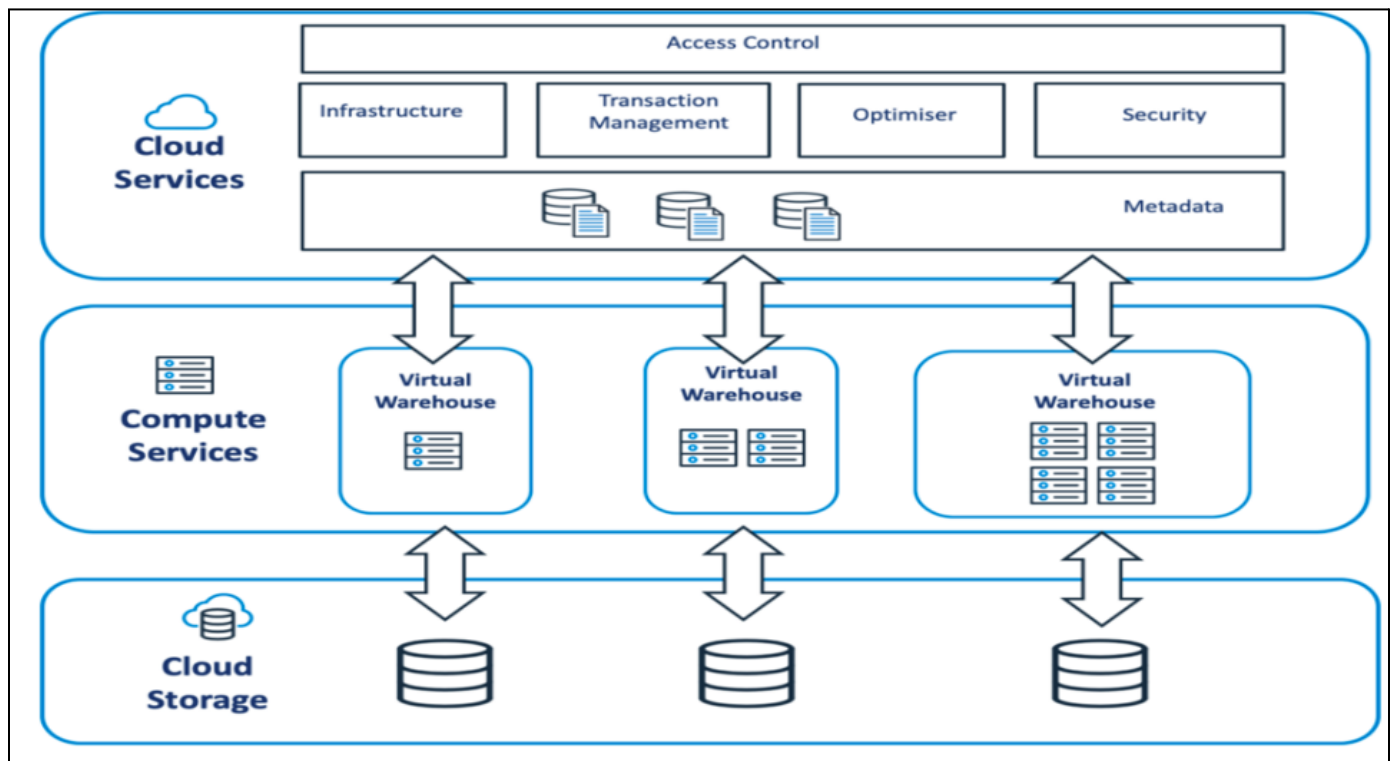 Access Control
Infrastructure
Transaction
Management
Optimiser
Security
Cloud
Services
Metadata
Virtual
Warehouse
Virtual
Warehouse
Virtual
Warehouse
Compute
Services
Cloud
Storage